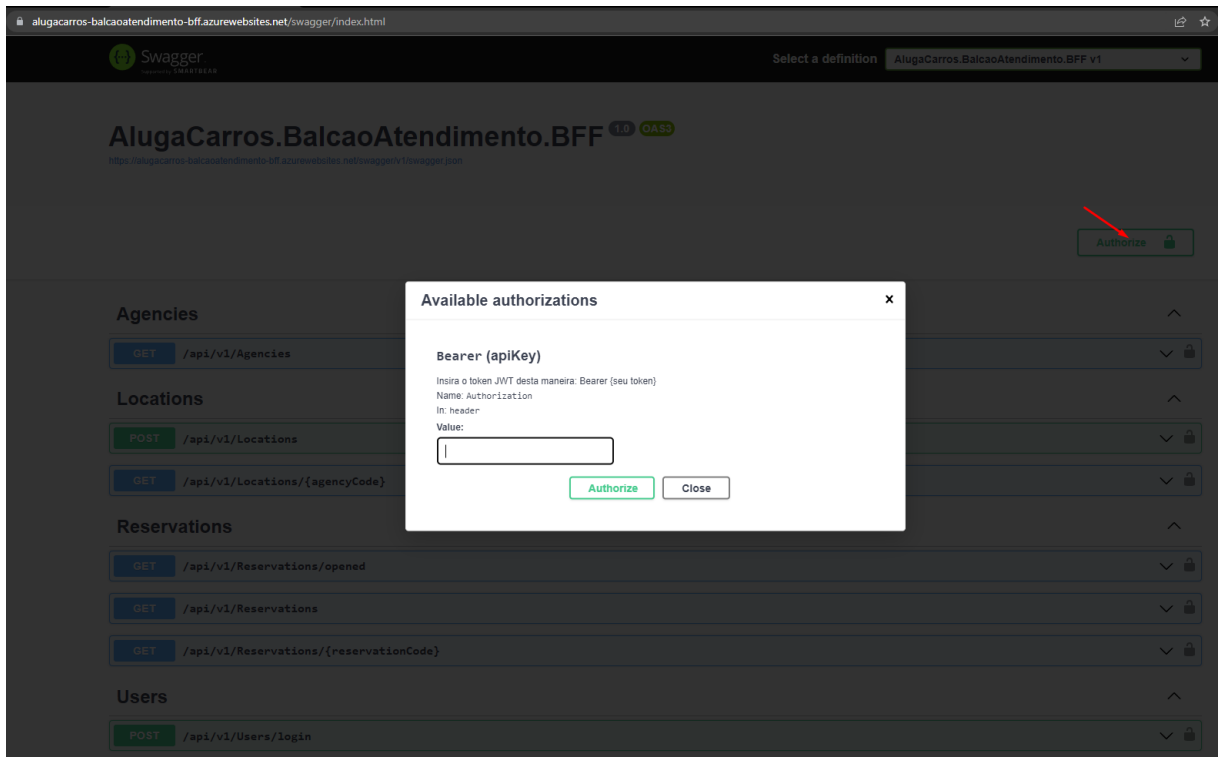 alugacarros-balcaoatendimento-bff.azurewebsites.net/swagger/index.html
Swagger
Supported by SMARTBEAR
Select a definition
AlugaCarros.BalcaoAtendimento.BFF v1
AlugaCarros.BalcaoAtendimento.BFF 1.0 OAS3
https://alugacarros-balcaoatendimento-bff.azurewebsites.net/swagger/v1/swagger.json
Authorize
Available authorizations
Bearer (apiKey)
Insira o token JWT desta maneira: Bearer {seu token}
Name: Authorization
In: header
Value:
Authorize
Close
Agencies
GET /api/v1/Agencies
Locations
POST /api/v1/Locations
GET /api/v1/Locations/{agencyCode}
Reservations
GET /api/v1/Reservations/opened
GET /api/v1/Reservations
GET /api/v1/Reservations/{reservationCode}
Users
POST /api/v1/Users/login